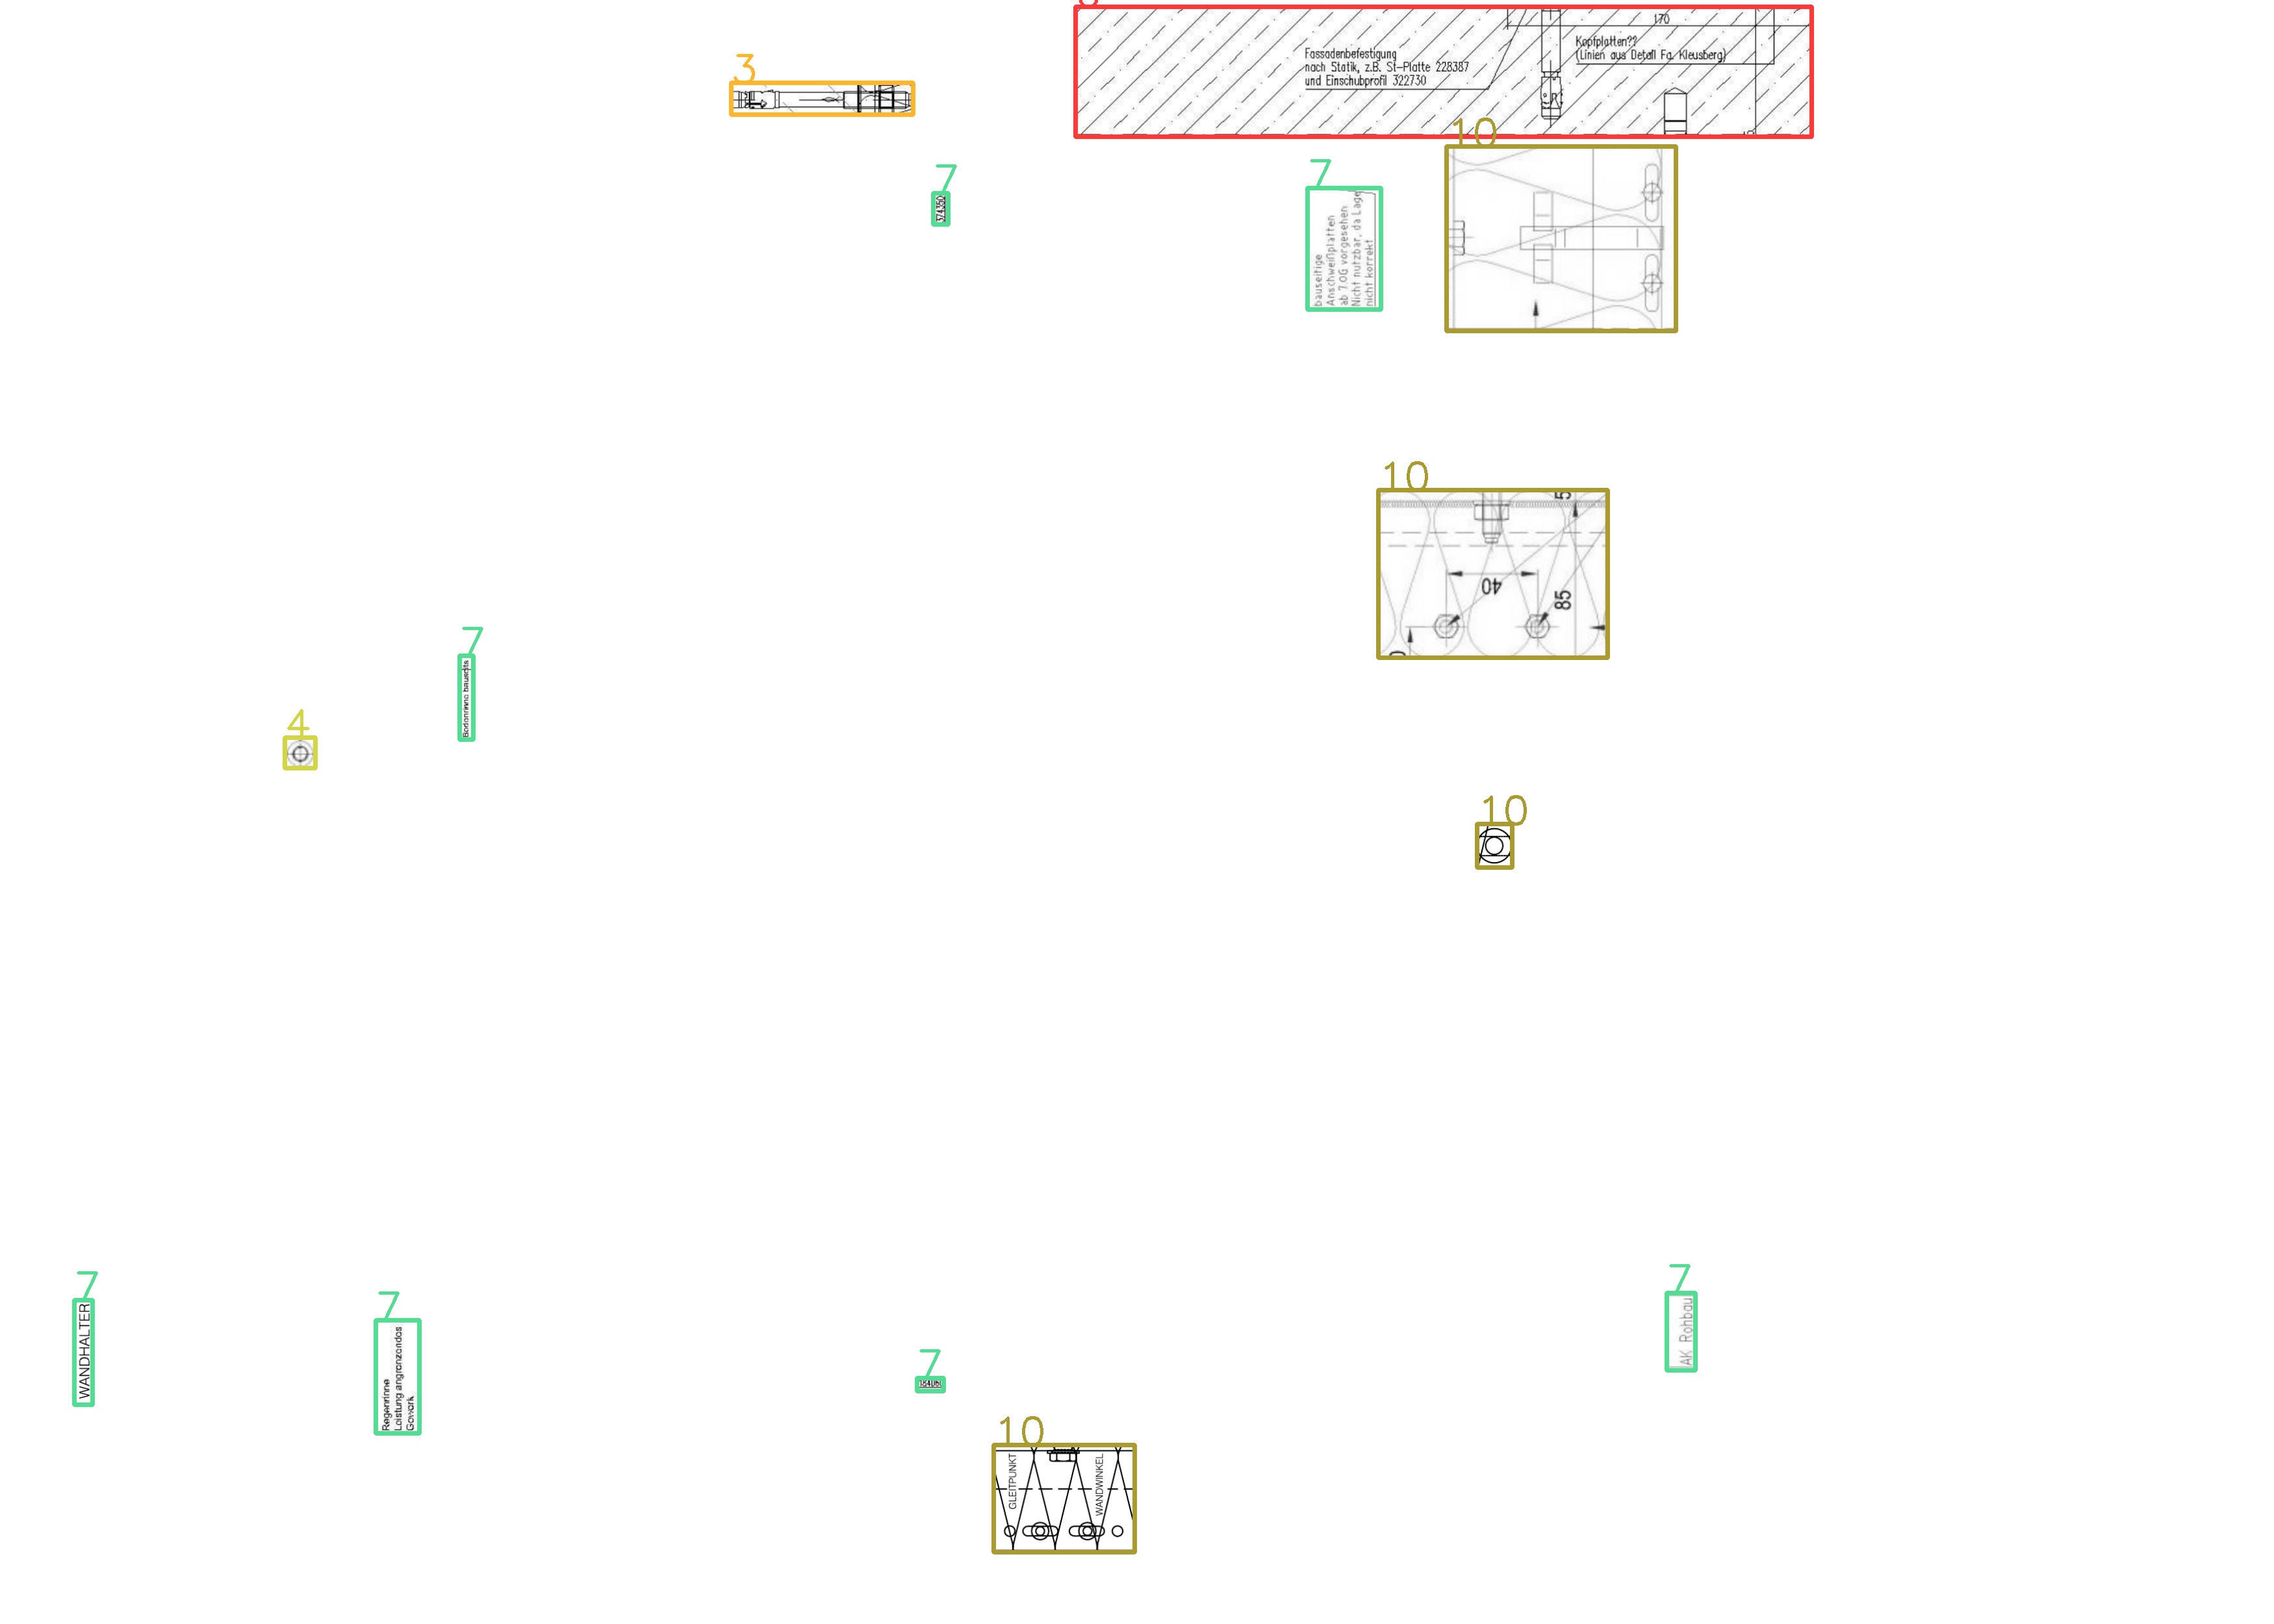 3
170
Kopfplatten??
(Linien aus Detail Fa. Kleusberg)
Fassadenbefestigung
nach Statik, z.B. St-Platte 228387
und Einschubprofil 322730
10
7
374350
7
bauseitige
Anschweißplatten
ab 7.OG vorgesehen
Nicht nutzbar, da Lage
nicht korrekt
10
5
40
85
0
7
Bodenrinne bauseits
4
10
7
WANDHALTER
7
Regenrinne
Leistung angrenzendes
Gewerk
7
7
AK Rohbau
10
GLEITPUNKT
WANDWINKEL